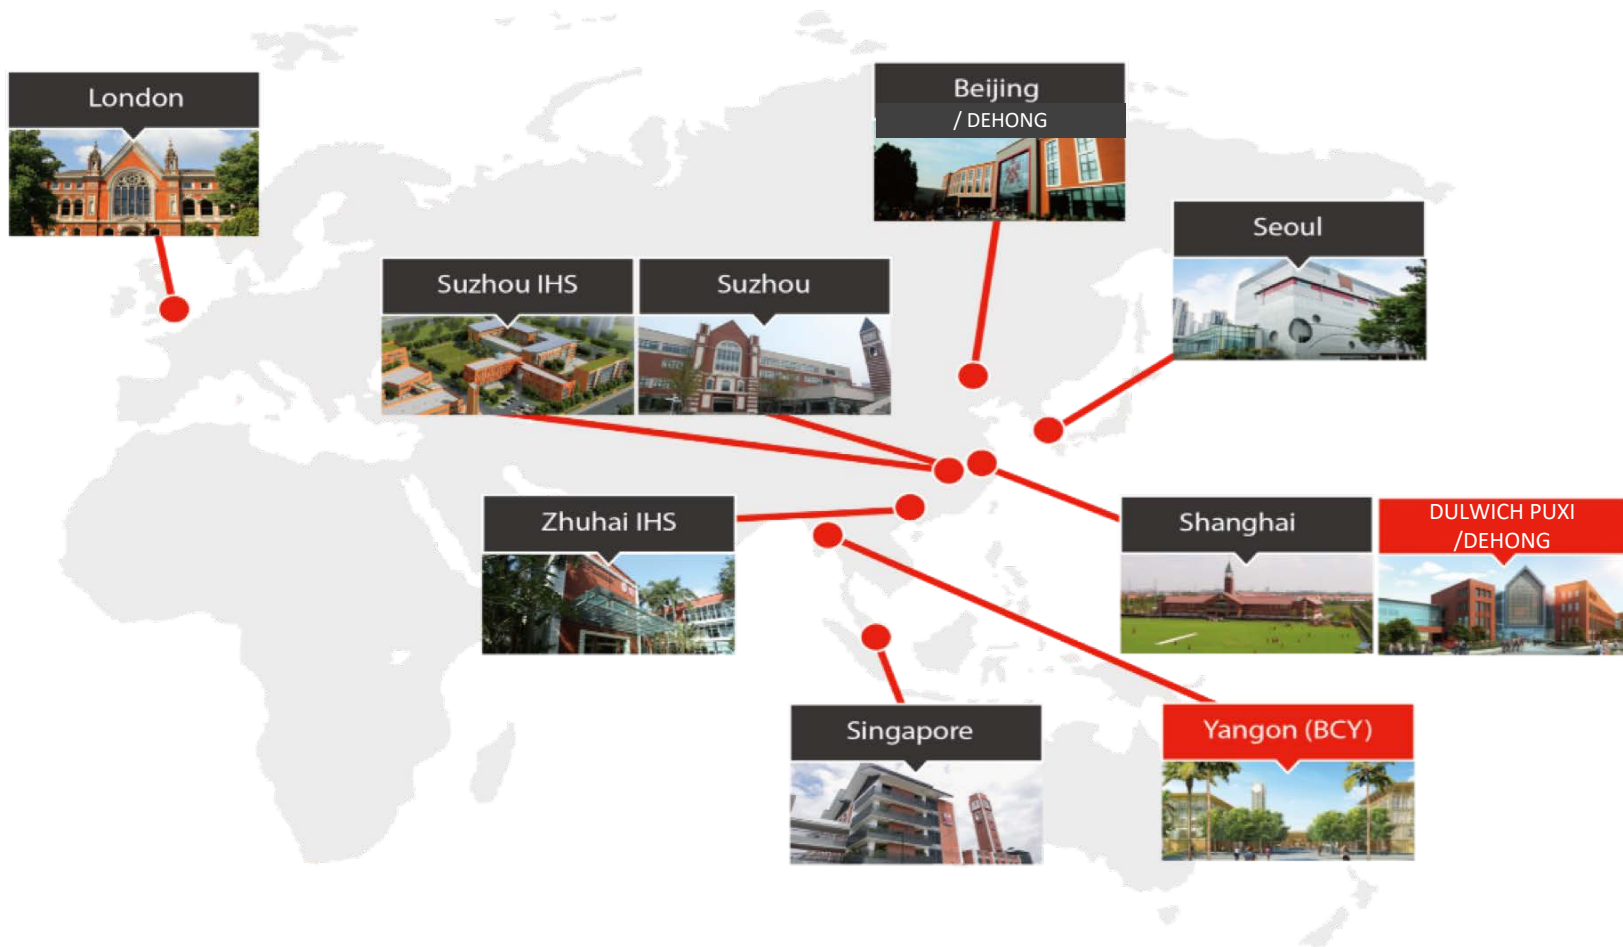 London
Beijing
/ DEHONG
Seoul
Suzhou IHS
Suzhou
Zhuhai IHS
Shanghai
DULWICH PUXI
/DEHONG
Singapore
Yangon (BCY)